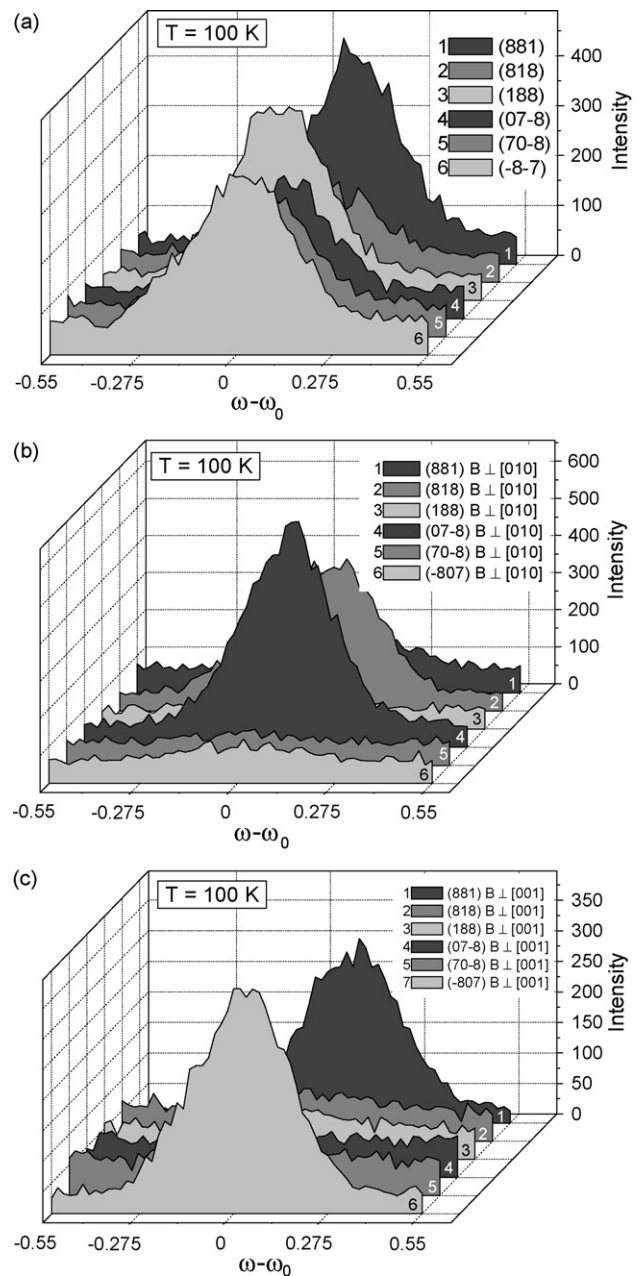 (a)
T = 100 K
1 (881)
2 (818)
3 (188)
4 (07-8)
5 (70-8)
6 (-8-7)
400
300
200
100
0
Intensity
1
2
3
4
5
6
-0.55
-0.275
0
0.275
0.55
ω-ω0
(b)
T = 100 K
1 (881) B ⊥ [010]
2 (818) B ⊥ [010]
3 (188) B ⊥ [010]
4 (07-8) B ⊥ [010]
5 (70-8) B ⊥ [010]
6 (-807) B ⊥ [010]
600
500
400
300
200
100
0
Intensity
1
2
3
4
5
6
-0.55
-0.275
0
0.275
0.55
ω-ω0
(c)
T = 100 K
1 (881) B ⊥ [001]
2 (818) B ⊥ [001]
3 (188) B ⊥ [001]
4 (07-8) B ⊥ [001]
5 (70-8) B ⊥ [001]
7 (-807) B ⊥ [001]
350
300
250
200
150
100
50
0
Intensity
1
2
3
4
5
6
-0.55
-0.275
0
0.275
0.55
ω-ω0